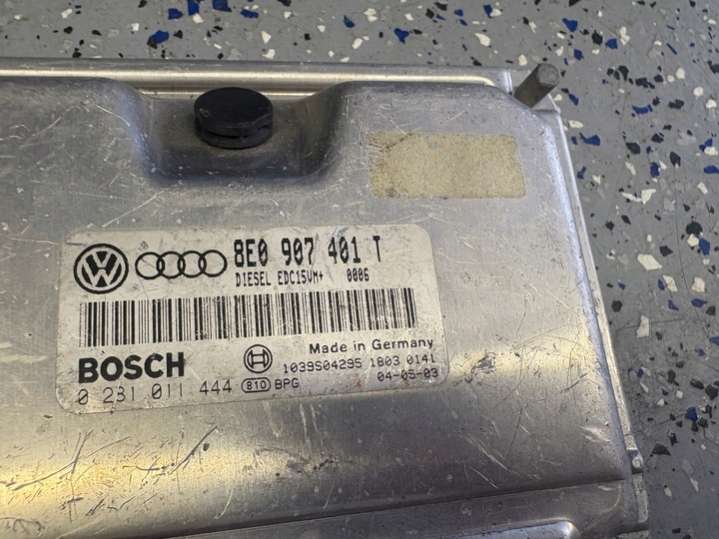 8E0 907 401 T
DIESEL EDC15VM+ 0006
Made in Germany
BOSCH
1039S04295 1803 0141
0 281 011 444 810 BPG 04-05-03